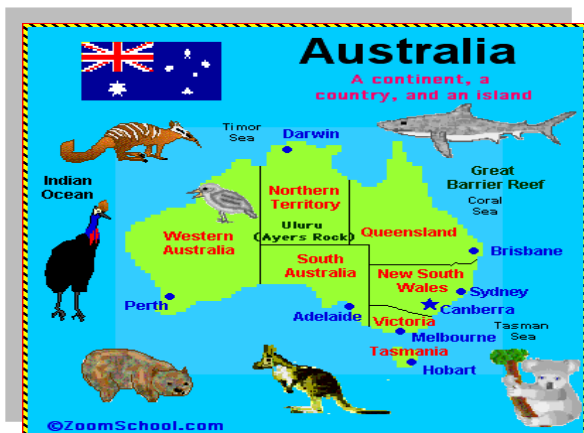 Australia
A continent, a
country, and an island
Timor
Sea
Darwin
Indian
Ocean
Great
Barrier Reef
Coral
Sea
Northern
Territory
Uluru
(Ayers Rock)
Western
Australia
Queensland
South
Australia
Brisbane
New South
Wales
Sydney
Perth
Adelaide
Canberra
Victoria
Tasman
Sea
Melbourne
Tasmania
Hobart
©ZoomSchool.com